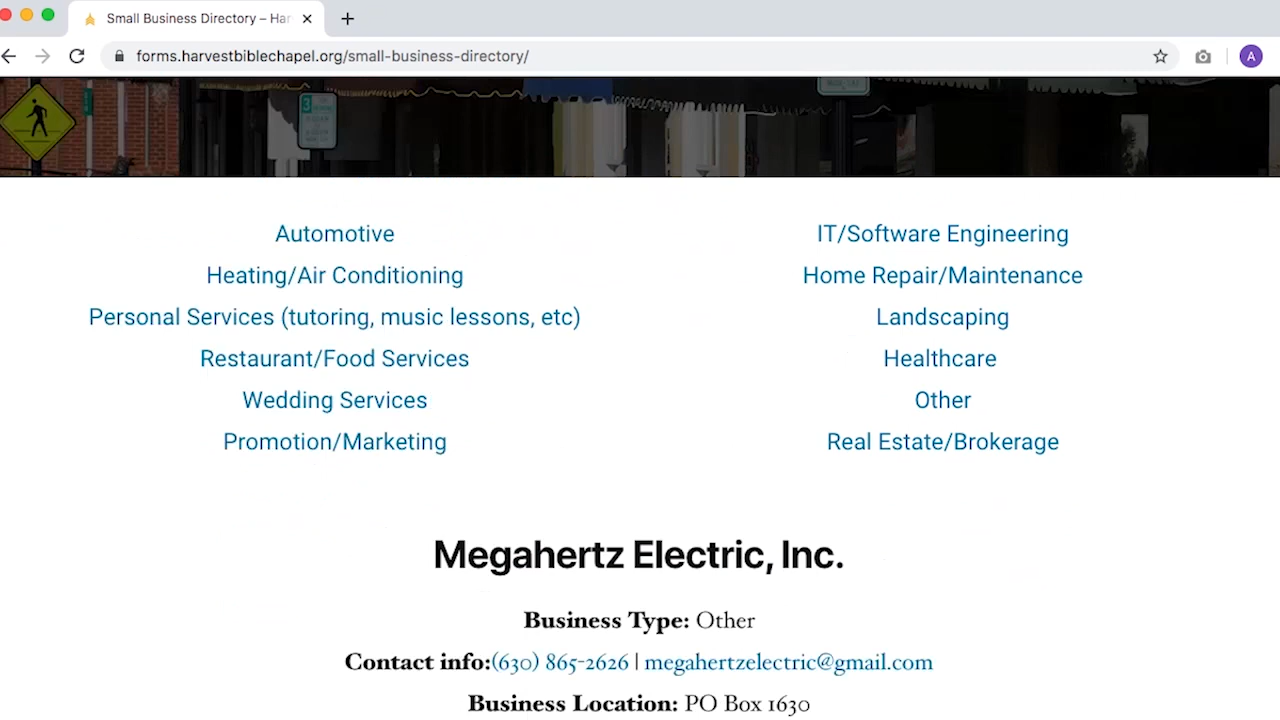 Small Business Directory – Har
forms.harvestbiblechapel.org/small-business-directory/
A
3
Automotive
IT/Software Engineering
Heating/Air Conditioning
Home Repair/Maintenance
Personal Services (tutoring, music lessons, etc)
Landscaping
Restaurant/Food Services
Healthcare
Wedding Services
Other
Promotion/Marketing
Real Estate/Brokerage
Megahertz Electric, Inc.
Business Type: Other
Contact info:(630) 865-2626 | megahertzelectric@gmail.com
Business Location: PO Box 1630